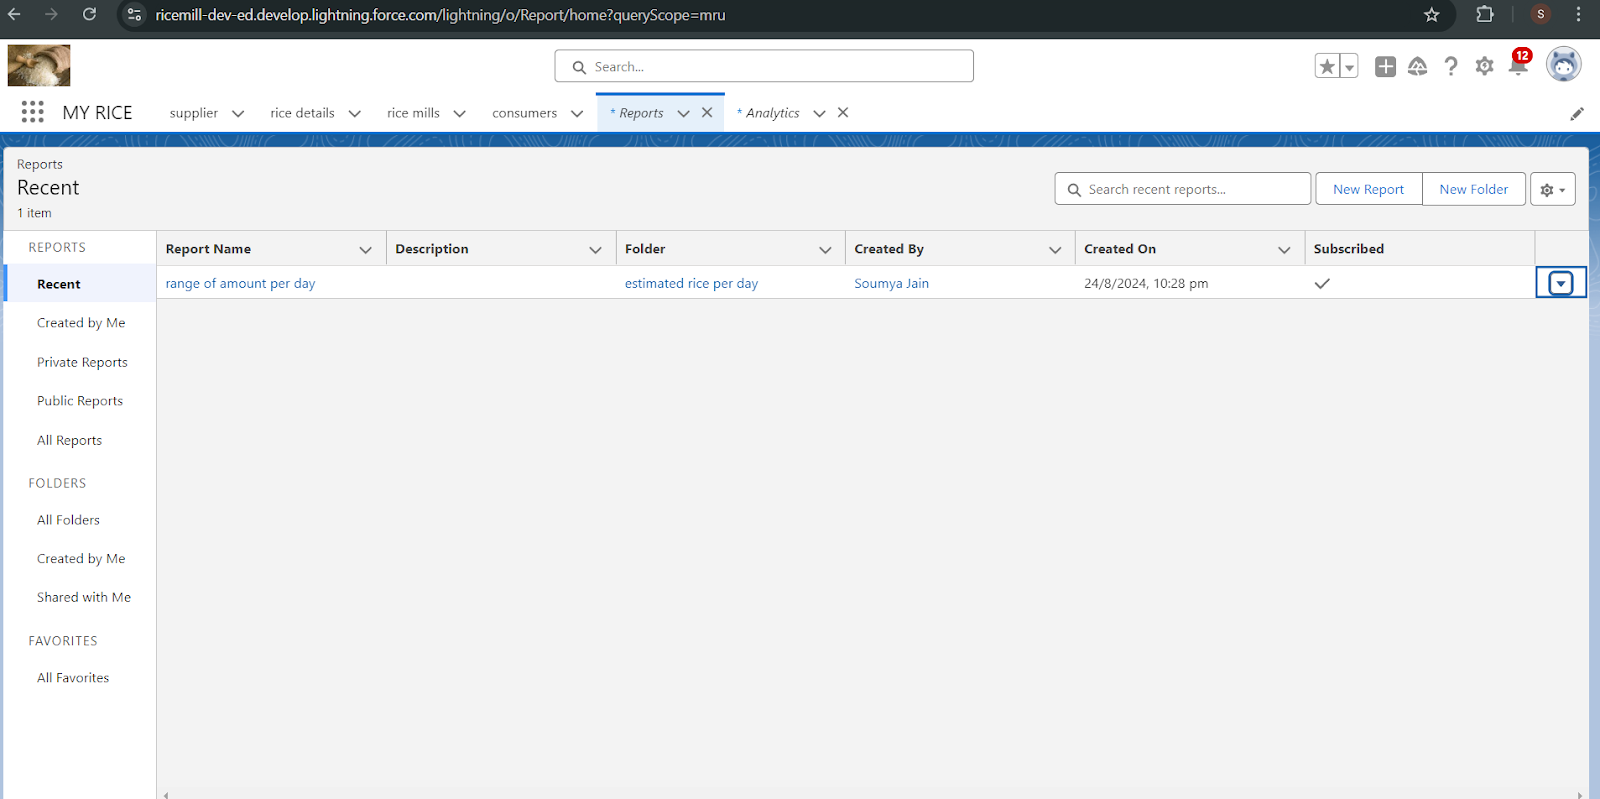 ricemill-dev-ed.develop.lightning.force.com/lightning/o/Report/home?queryScope=mru
S
Search...
12
MY RICE
supplier
rice details
rice mills
consumers
* Reports
* Analytics
Reports
Recent
1 item
Search recent reports...
New Report
New Folder
REPORTS
Report Name
Description
Folder
Created By
Created On
Subscribed
Recent
range of amount per day
estimated rice per day
Soumya Jain
24/8/2024, 10:28 pm
Created by Me
Private Reports
Public Reports
All Reports
FOLDERS
All Folders
Created by Me
Shared with Me
FAVORITES
All Favorites